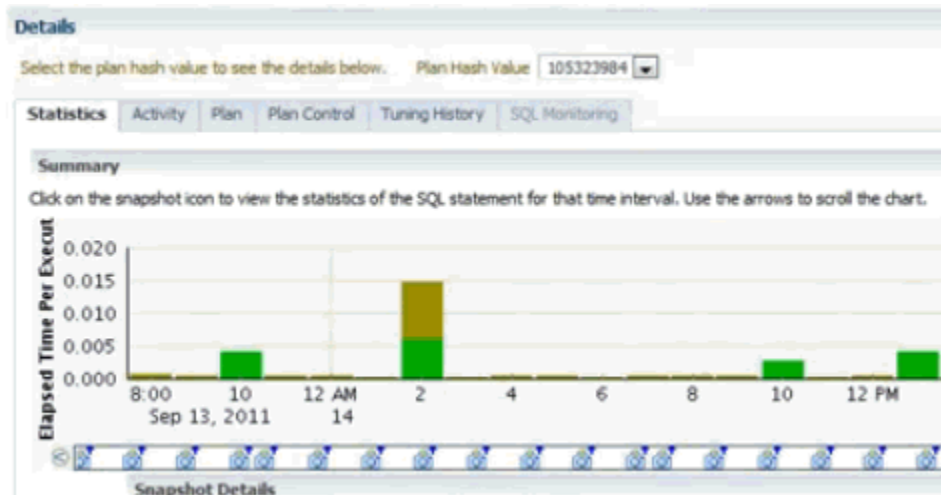 Details
Select the plan hash value to see the details below. Plan Hash Value 105323984
Statistics Activity Plan Plan Control Tuning History SQL Monitoring
Summary
Click on the snapshot icon to view the statistics of the SQL statement for that time interval. Use the arrows to scroll the chart.
Elapsed Time Per Execut
0.020
0.015
0.010
0.005
0.000
8:00 10 12 AM 2 4 6 8 10 12 PM
Sep 13, 2011 14
Snapshot Details